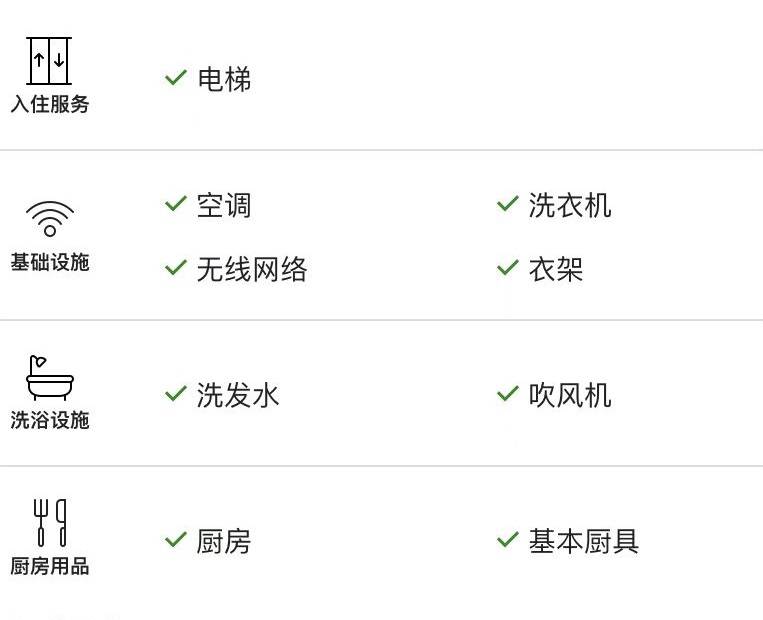 电梯
入住服务
空调 洗衣机
基础设施
无线网络 衣架
洗发水 吹风机
洗浴设施
厨房 基本厨具
厨房用品